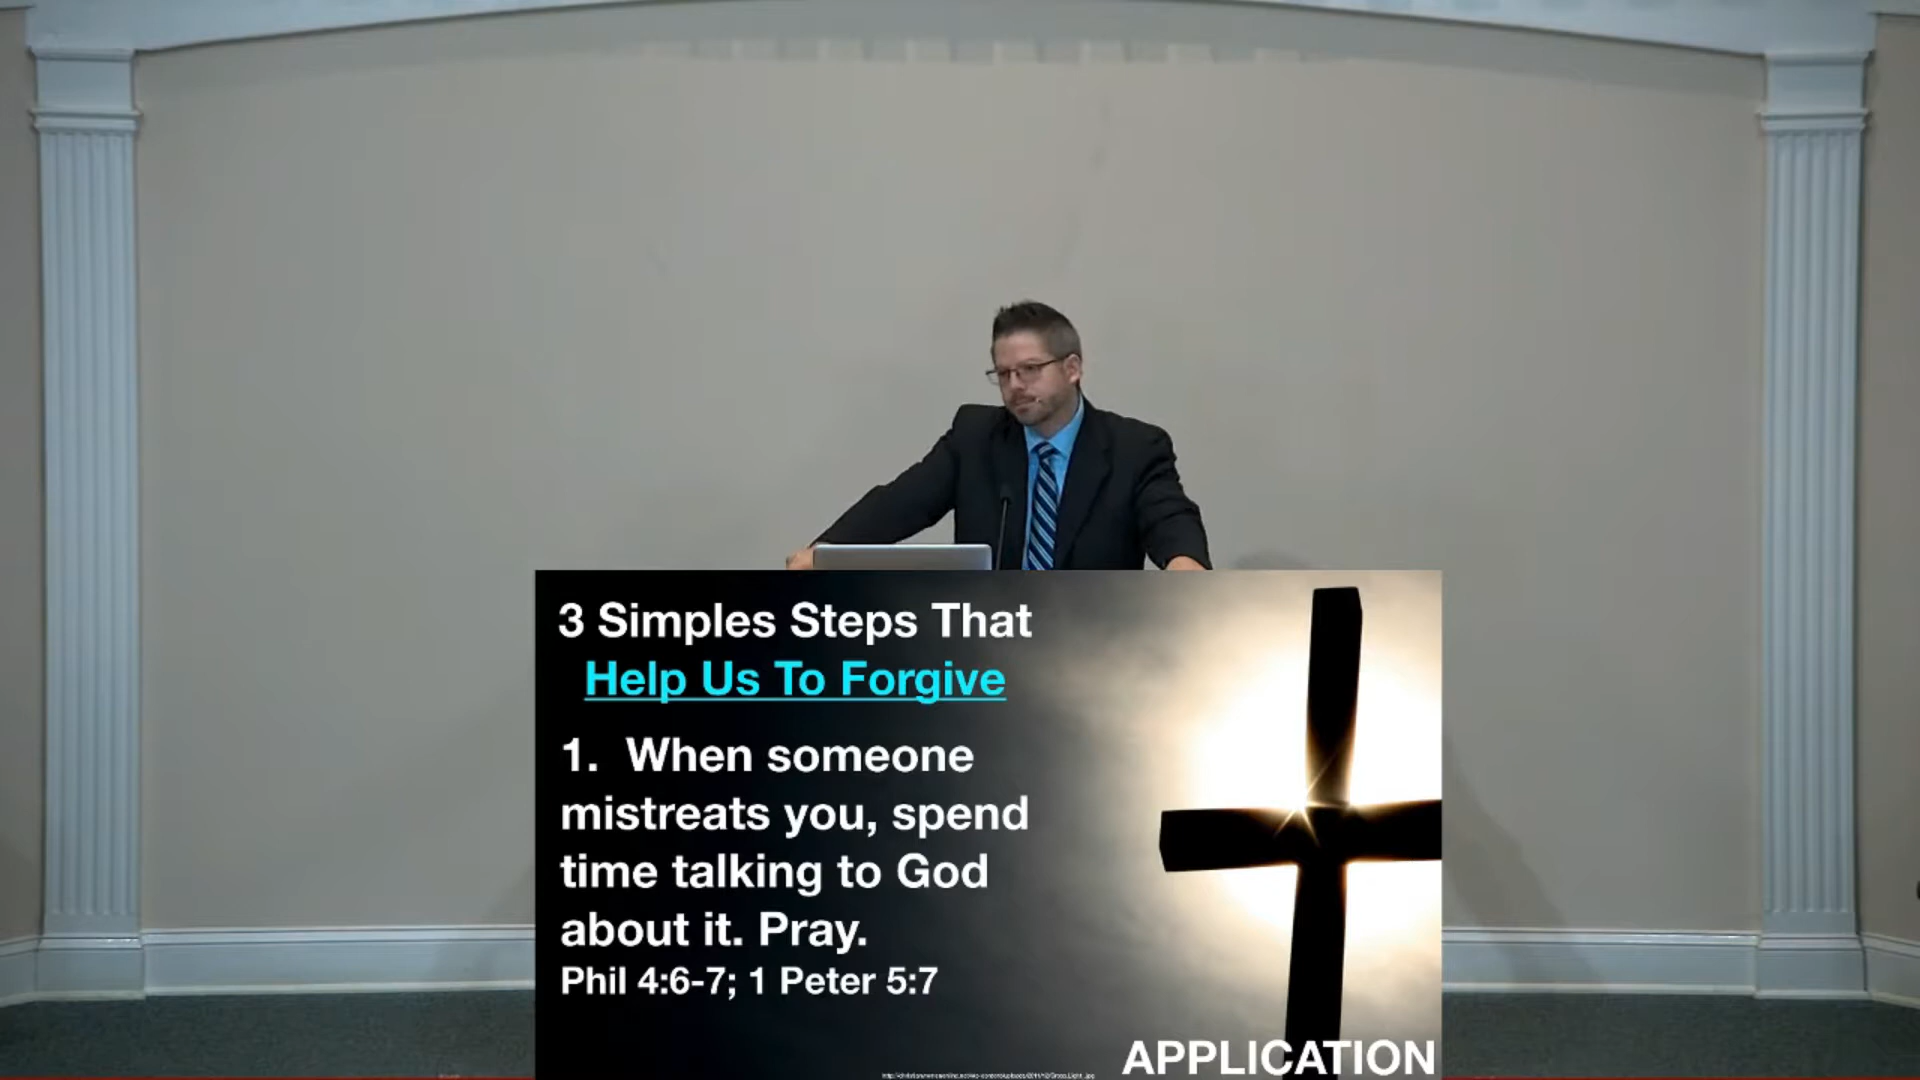 3 Simples Steps That
Help Us To Forgive
1. When someone
mistreats you, spend
time talking to God
about it. Pray.
Phil 4:6-7; 1 Peter 5:7
APPLICATION